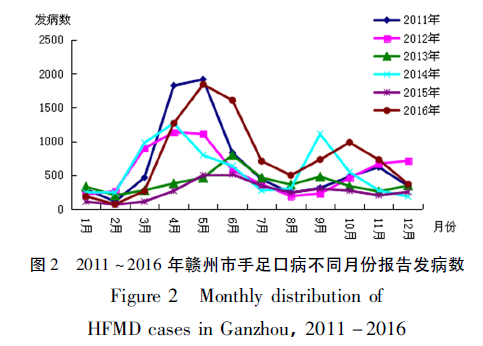 发病数
2500
2000
1500
1000
500
0
1月
2月
3月
4月
5月
6月
7月
8月
9月
10月
11月
12月
月份
2011年
2012年
2013年
2014年
2015年
2016年
图2 2011~2016年赣州市手足口病不同月份报告发病数
Figure 2 Monthly distribution of
HFMD cases in Ganzhou, 2011-2016